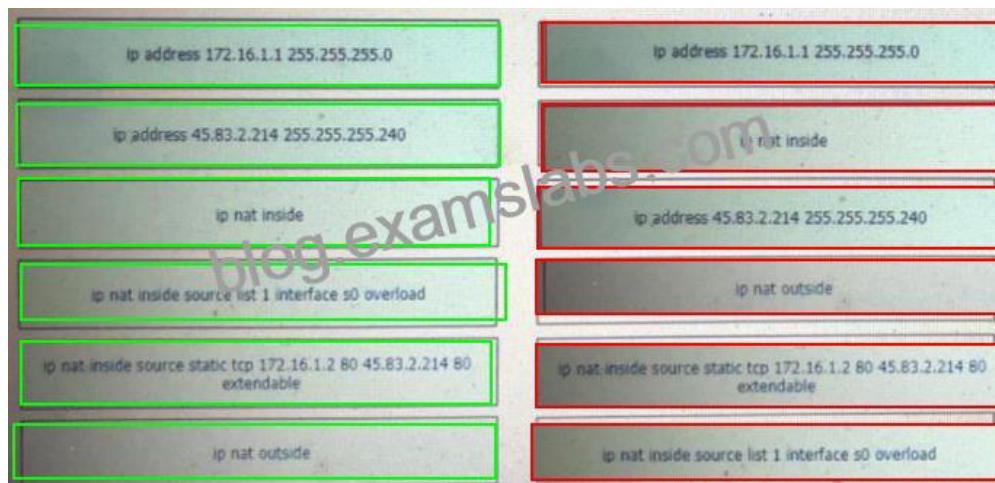 ip address 172.16.1.1 255.255.255.0
ip address 45.83.2.214 255.255.255.240
ip nat inside
ip nat inside source list 1 interface s0 overload
ip nat inside source static tcp 172.16.1.2 80 45.83.2.214 80
extendable
ip nat outside
ip address 172.16.1.1 255.255.255.0
ip nat inside
ip address 45.83.2.214 255.255.255.240
ip nat outside
ip nat inside source static tcp 172.16.1.2 80 45.83.2.214 80
extendable
ip nat inside source list 1 interface s0 overload
blog.examslabs.com